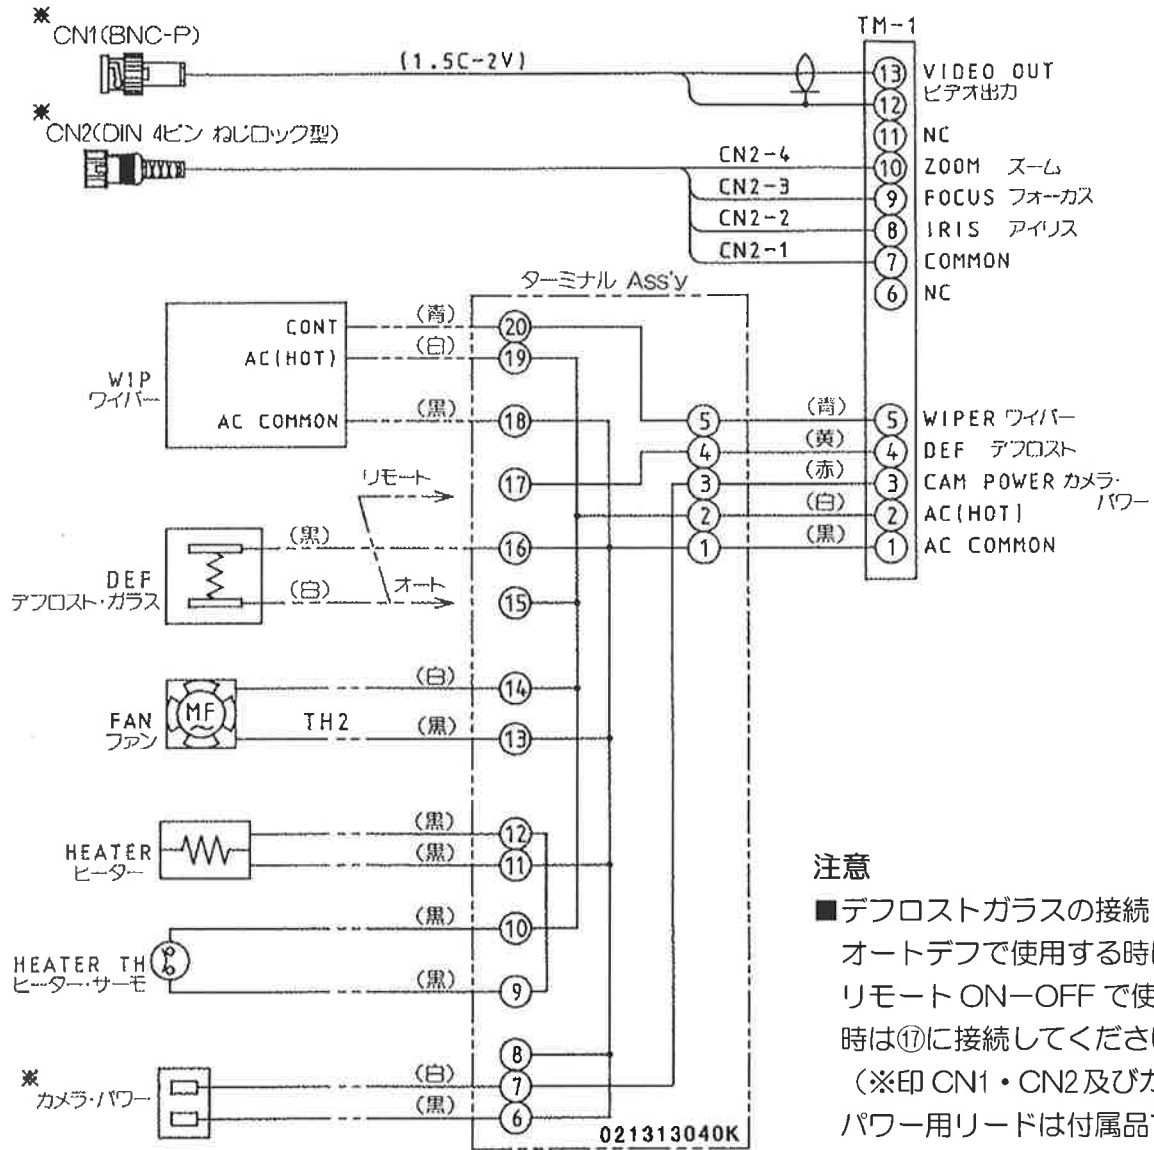 ※
CN1(BNC-P)
(1.5C-2V)
TM-1
13 VIDEO OUT
ビデオ出力
12
11 NC
※
CN2(DIN 4ピン ねじロック型)
CN2-4
10 ZOOM ズーム
CN2-3
9 FOCUS フォーカス
CN2-2
8 IRIS アイリス
CN2-1
7 COMMON
6 NC
ターミナル Ass'y
WIP
ワイパー
CONT
(青)
20
AC(HOT)
(白)
19
AC COMMON
(黒)
18
5
(青)
5 WIPER ワイパー
4
(黄)
4 DEF デフロスト
3
(赤)
3 CAM POWER カメラ・
パワー
2
(白)
2 AC(HOT)
1
(黒)
1 AC COMMON
リモート
17
DEF
デフロスト・ガラス
(黒)
16
(白)
オート
15
FAN
ファン
MF
(白)
14
TH2
(黒)
13
HEATER
ヒーター
(黒)
12
(黒)
11
HEATER TH
ヒーター・サーモ
(黒)
10
(黒)
9
8
※
カメラ・パワー
(白)
7
(黒)
6
021313040K
注意
■デフロストガラスの接続
オートデフで使用する時
リモート ON-OFF で使
時は⑰に接続してくださ
(※印 CN1・CN2及び
パワー用リードは付属品